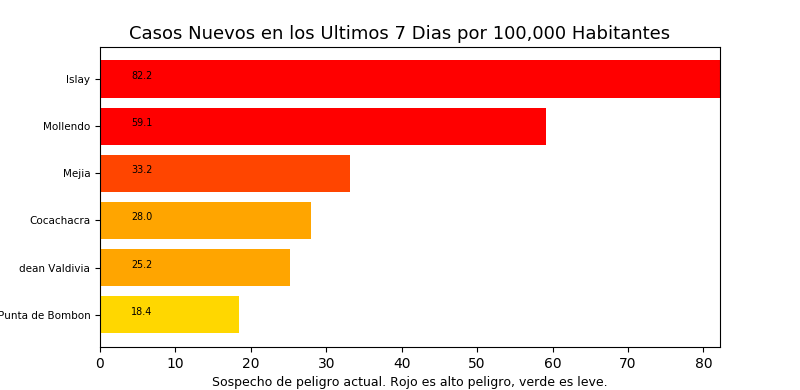 Casos Nuevos en los Ultimos 7 Dias por 100,000 Habitantes
Islay 82.2
Mollendo 59.1
Mejia 33.2
Cocachacra 28.0
dean Valdivia 25.2
Punta de Bombon 18.4
0 10 20 30 40 50 60 70 80
Sospecho de peligro actual. Rojo es alto peligro, verde es leve.